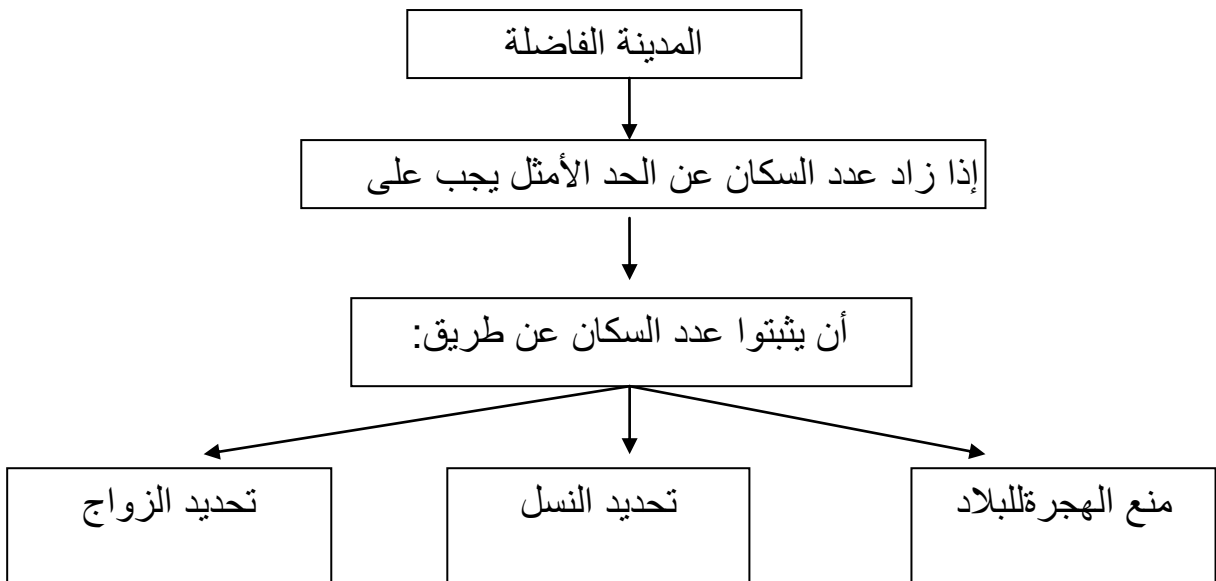 المدينة الفاضلة
إذا زاد عدد السكان عن الحد الأمثل يجب على
أن يثبتوا عدد السكان عن طريق:
منع الهجرةللبلاد
تحديد النسل
تحديد الزواج